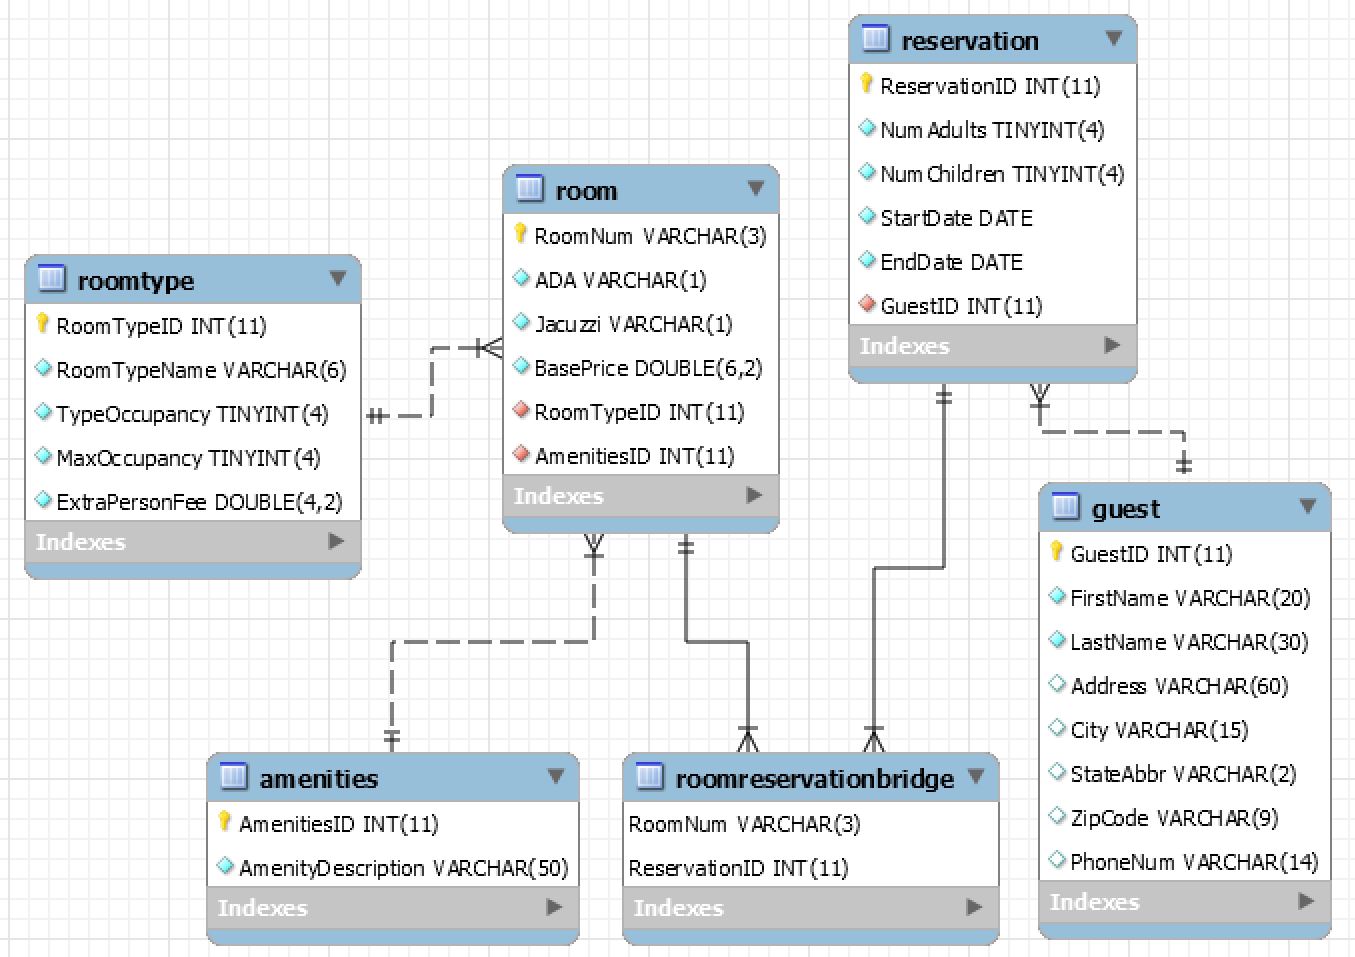 reservation
ReservationID INT(11)
NumAdults TINYINT(4)
NumChildren TINYINT(4)
StartDate DATE
EndDate DATE
GuestID INT(11)
Indexes
room
RoomNum VARCHAR(3)
ADA VARCHAR(1)
Jacuzzi VARCHAR(1)
BasePrice DOUBLE(6,2)
RoomTypeID INT(11)
AmenitiesID INT(11)
Indexes
roomtype
RoomTypeID INT(11)
RoomTypeName VARCHAR(6)
TypeOccupancy TINYINT(4)
MaxOccupancy TINYINT(4)
ExtraPersonFee DOUBLE(4,2)
Indexes
guest
GuestID INT(11)
FirstName VARCHAR(20)
LastName VARCHAR(30)
Address VARCHAR(60)
City VARCHAR(15)
StateAbbr VARCHAR(2)
ZipCode VARCHAR(9)
PhoneNum VARCHAR(14)
Indexes
amenities
AmenitiesID INT(11)
AmenityDescription VARCHAR(50)
Indexes
roomreservationbridge
RoomNum VARCHAR(3)
ReservationID INT(11)
Indexes